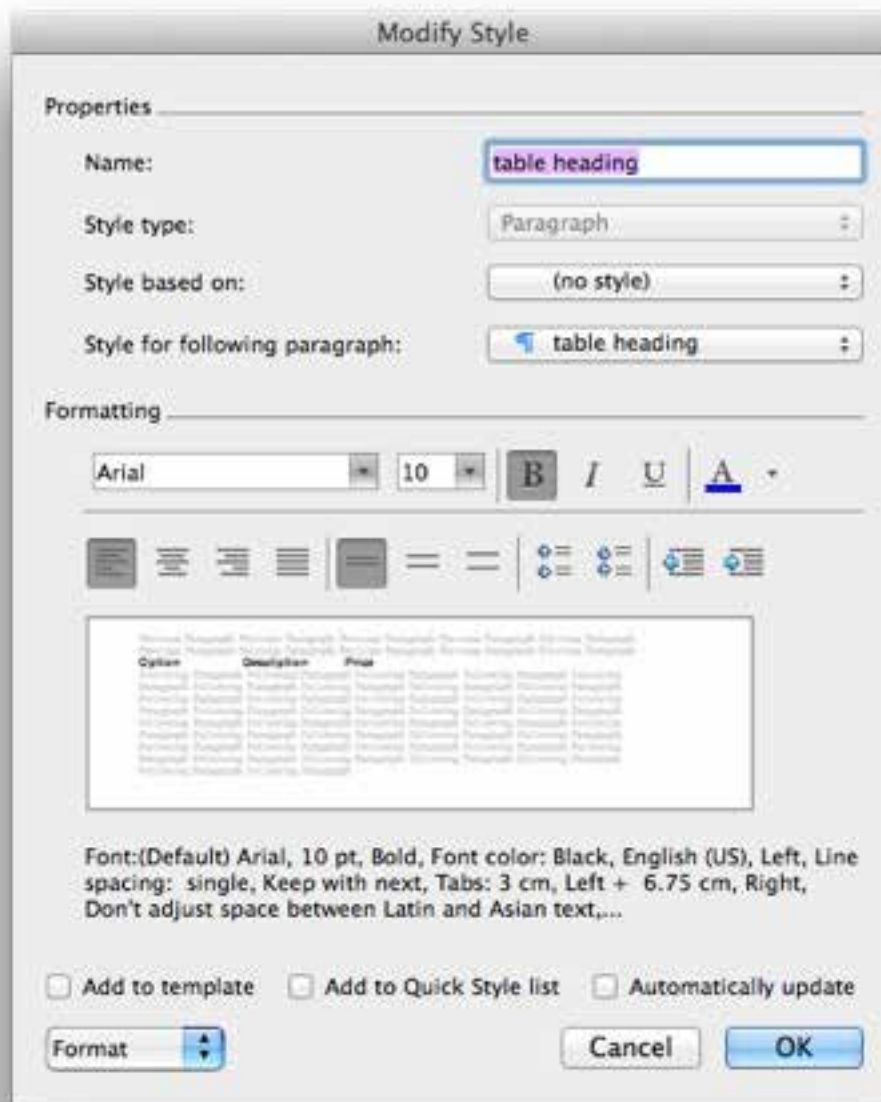 Modify Style
Properties
Name:
table heading
Style type:
Paragraph
Style based on:
(no style)
Style for following paragraph:
¶ table heading
Formatting
Arial
10
B
I
U
A
Option Description Price
Font:(Default) Arial, 10 pt, Bold, Font color: Black, English (US), Left, Line
spacing: single, Keep with next, Tabs: 3 cm, Left + 6.75 cm, Right,
Don't adjust space between Latin and Asian text,...
Add to template
Add to Quick Style list
Automatically update
Format
Cancel
OK